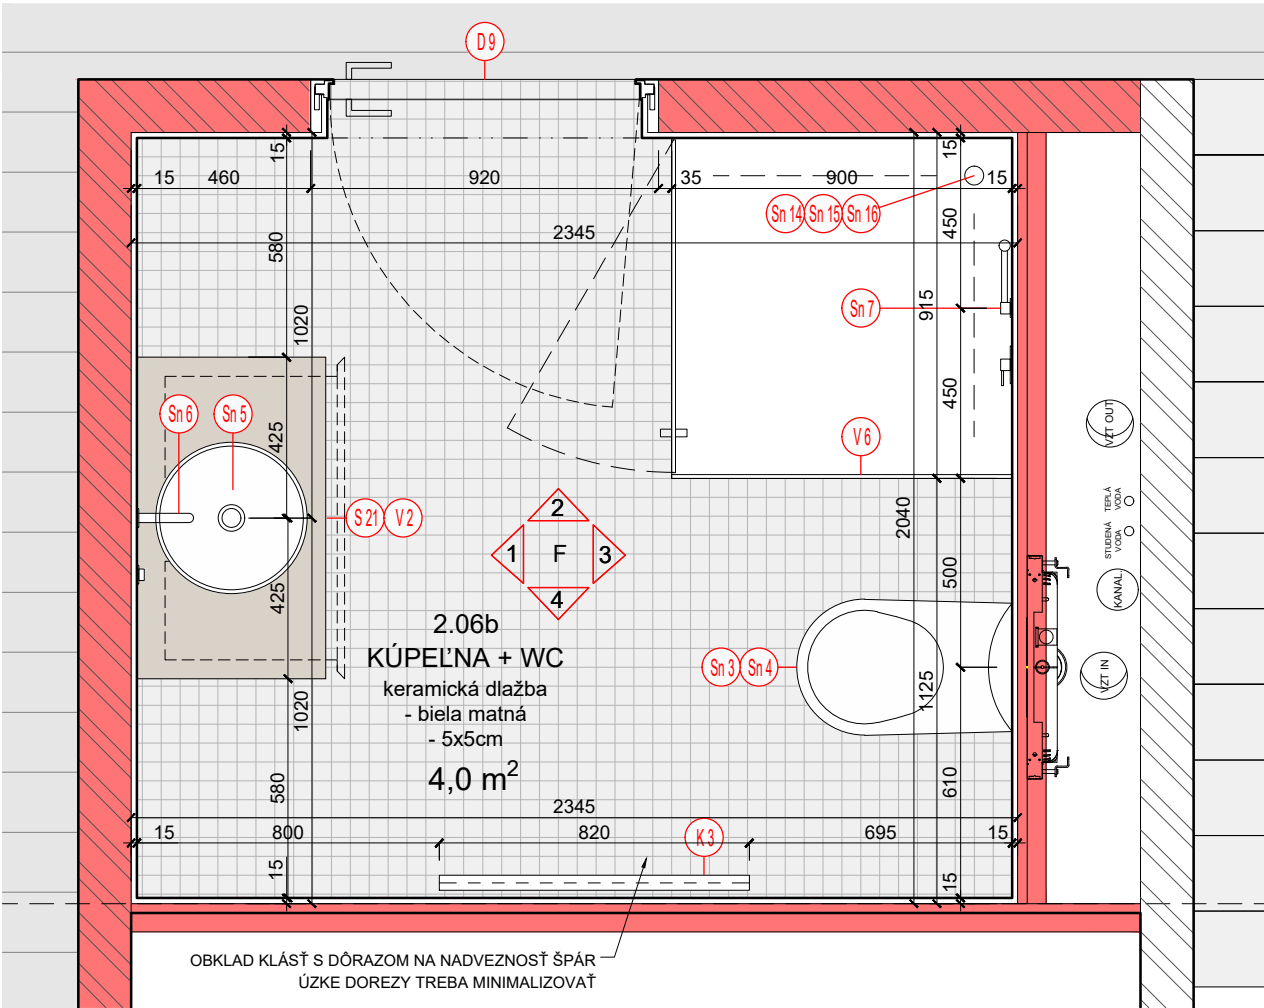 D9
15
15
15
460
920
35
900
15
Sn 14 Sn 15 Sn 16
450
580
2345
Sn 7
915
1020
450
Sn 6
Sn 5
425
V 6
VZT OUT
TEPLÁ
VODA
STUDENÁ
VODA
S 21
V 2
2040
2
1
F
3
4
500
KANAL.
425
2.06b
KÚPEĽNA + WC
keramická dlažba
- biela matná
- 5x5cm
4,0 m²
Sn 3
Sn 4
VZT IN
1125
1020
580
610
2345
15
800
820
K 3
695
15
15
15
OBKLAD KLÁSŤ S DÔRAZOM NA NADVEZNOSŤ ŠPÁR
ÚZKE DOREZY TREBA MINIMALIZOVAŤ